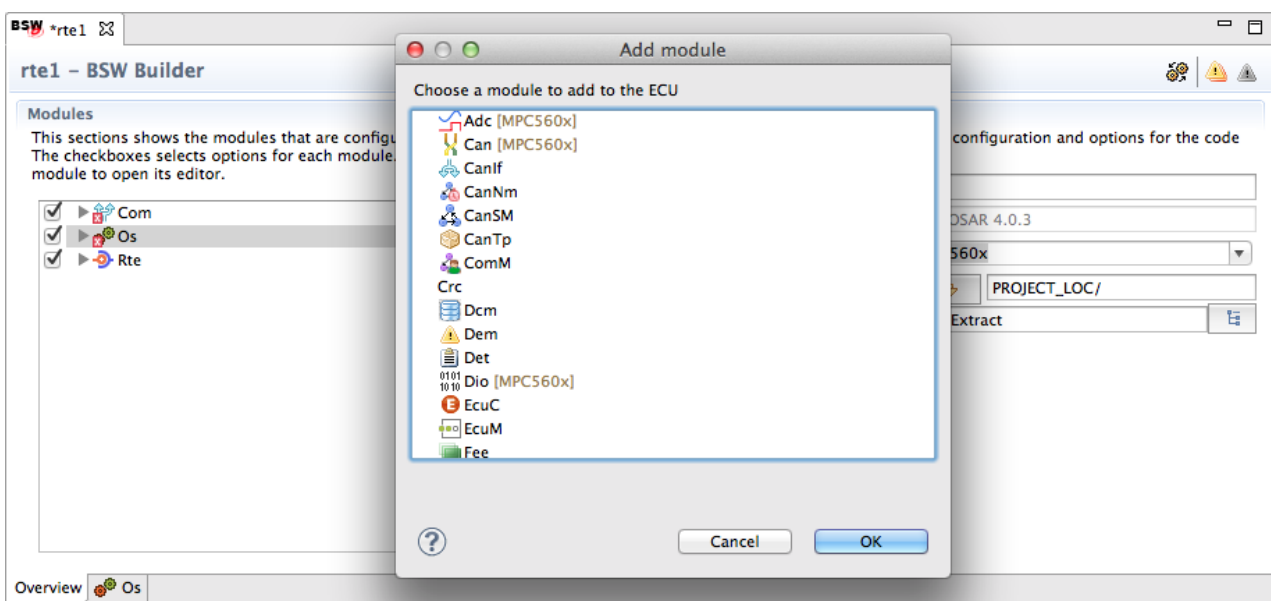 BSW *rte1
rte1 – BSW Builder
Modules
This sections shows the modules that are configu
The checkboxes selects options for each module.
module to open its editor.
Com
Os
Rte
Overview
Os
Add module
Choose a module to add to the ECU
Adc [MPC560x]
Can [MPC560x]
CanIf
CanNm
CanSM
CanTp
ComM
Crc
Dcm
Dem
Det
0101
1010 Dio [MPC560x]
E EcuC
EcuM
Fee
? Cancel OK
configuration and options for the code
OSAR 4.0.3
560x
PROJECT_LOC/
Extract